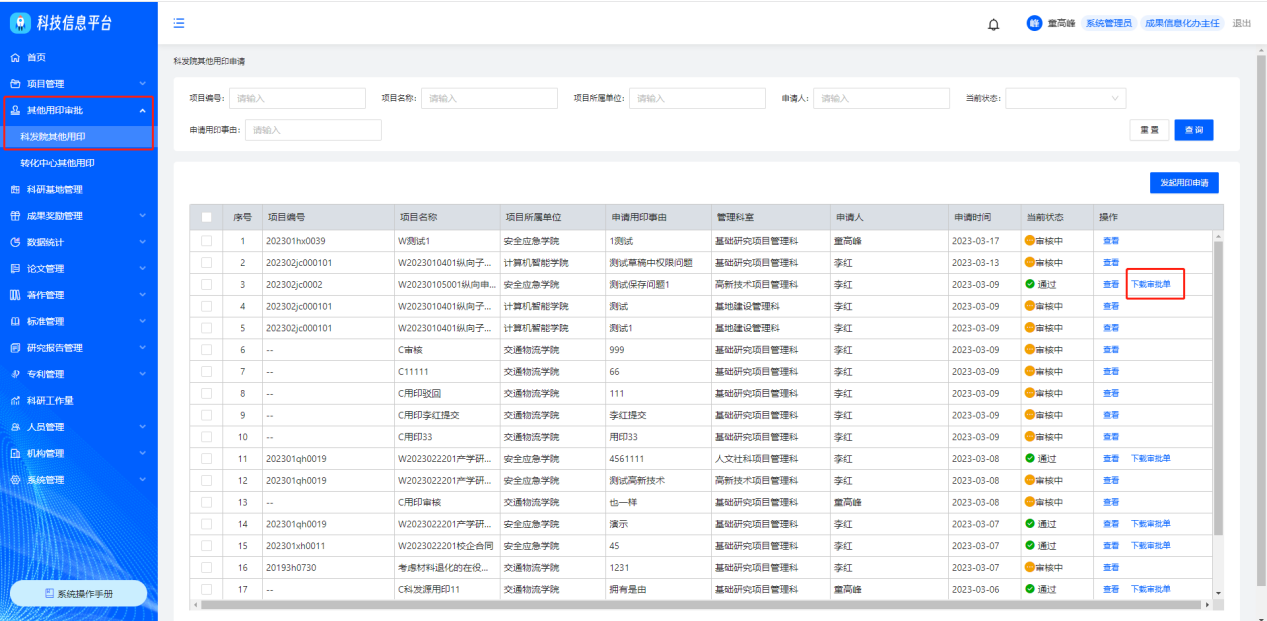 科技信息平台
童高峰 系统管理员 成果信息化办主任 退出
首页
项目管理
其他用印审批
科发院其他用印
转化中心其他用印
科研基地管理
成果奖励管理
数据统计
论文管理
著作管理
标准管理
研究报告管理
专利管理
科研工作量
人员管理
机构管理
系统管理
系统操作手册
科发院其他用印申请
项目编号: 请输入 项目名称: 请输入 项目所属单位: 请输入 申请人: 请输入 当前状态:
申请用印事由: 请输入 重置 查询
发起用印申请
序号 项目编号 项目名称 项目所属单位 申请用印事由 管理科室 申请人 申请时间 当前状态 操作
1 202301hx0039 W测试1 安全应急学院 1测试 基础研究项目管理科 童高峰 2023-03-17 审核中 查看
2 202302jc000101 W2023010401纵向子... 计算机智能学院 测试草稿中权限问题 基础研究项目管理科 李红 2023-03-13 审核中 查看
3 202302jc0002 W20230105001纵向申... 安全应急学院 测试保存问题1 高新技术项目管理科 李红 2023-03-09 通过 查看 下载审批单
4 202302jc000101 W2023010401纵向子... 计算机智能学院 测试 基地建设管理科 李红 2023-03-09 审核中 查看
5 202302jc000101 W2023010401纵向子... 计算机智能学院 测试1 基地建设管理科 李红 2023-03-09 审核中 查看
6 -- C审核 交通物流学院 999 基础研究项目管理科 李红 2023-03-09 审核中 查看
7 -- C11111 交通物流学院 66 基础研究项目管理科 李红 2023-03-09 审核中 查看
8 -- C用印驳回 交通物流学院 111 基础研究项目管理科 李红 2023-03-09 审核中 查看
9 -- C用印李红提交 交通物流学院 李红提交 基础研究项目管理科 李红 2023-03-09 审核中 查看
10 -- C用印33 交通物流学院 用印33 基础研究项目管理科 李红 2023-03-09 审核中 查看
11 202301qh0019 W2023022201产学研... 安全应急学院 4561111 人文社科项目管理科 李红 2023-03-08 通过 查看 下载审批单
12 202301qh0019 W2023022201产学研... 安全应急学院 测试高新技术 高新技术项目管理科 李红 2023-03-08 审核中 查看
13 -- C用印审核 交通物流学院 也一样 基础研究项目管理科 童高峰 2023-03-08 审核中 查看
14 202301qh0019 W2023022201产学研... 安全应急学院 演示 基础研究项目管理科 李红 2023-03-07 通过 查看 下载审批单
15 202301xh0011 W2023022201校企合同 安全应急学院 45 基础研究项目管理科 李红 2023-03-07 通过 查看 下载审批单
16 20193h0730 考虑材料退化的在役... 交通物流学院 1231 基础研究项目管理科 李红 2023-03-07 审核中 查看
17 -- C科发源用印11 交通物流学院 拥有是由 基础研究项目管理科 童高峰 2023-03-06 通过 查看 下载审批单